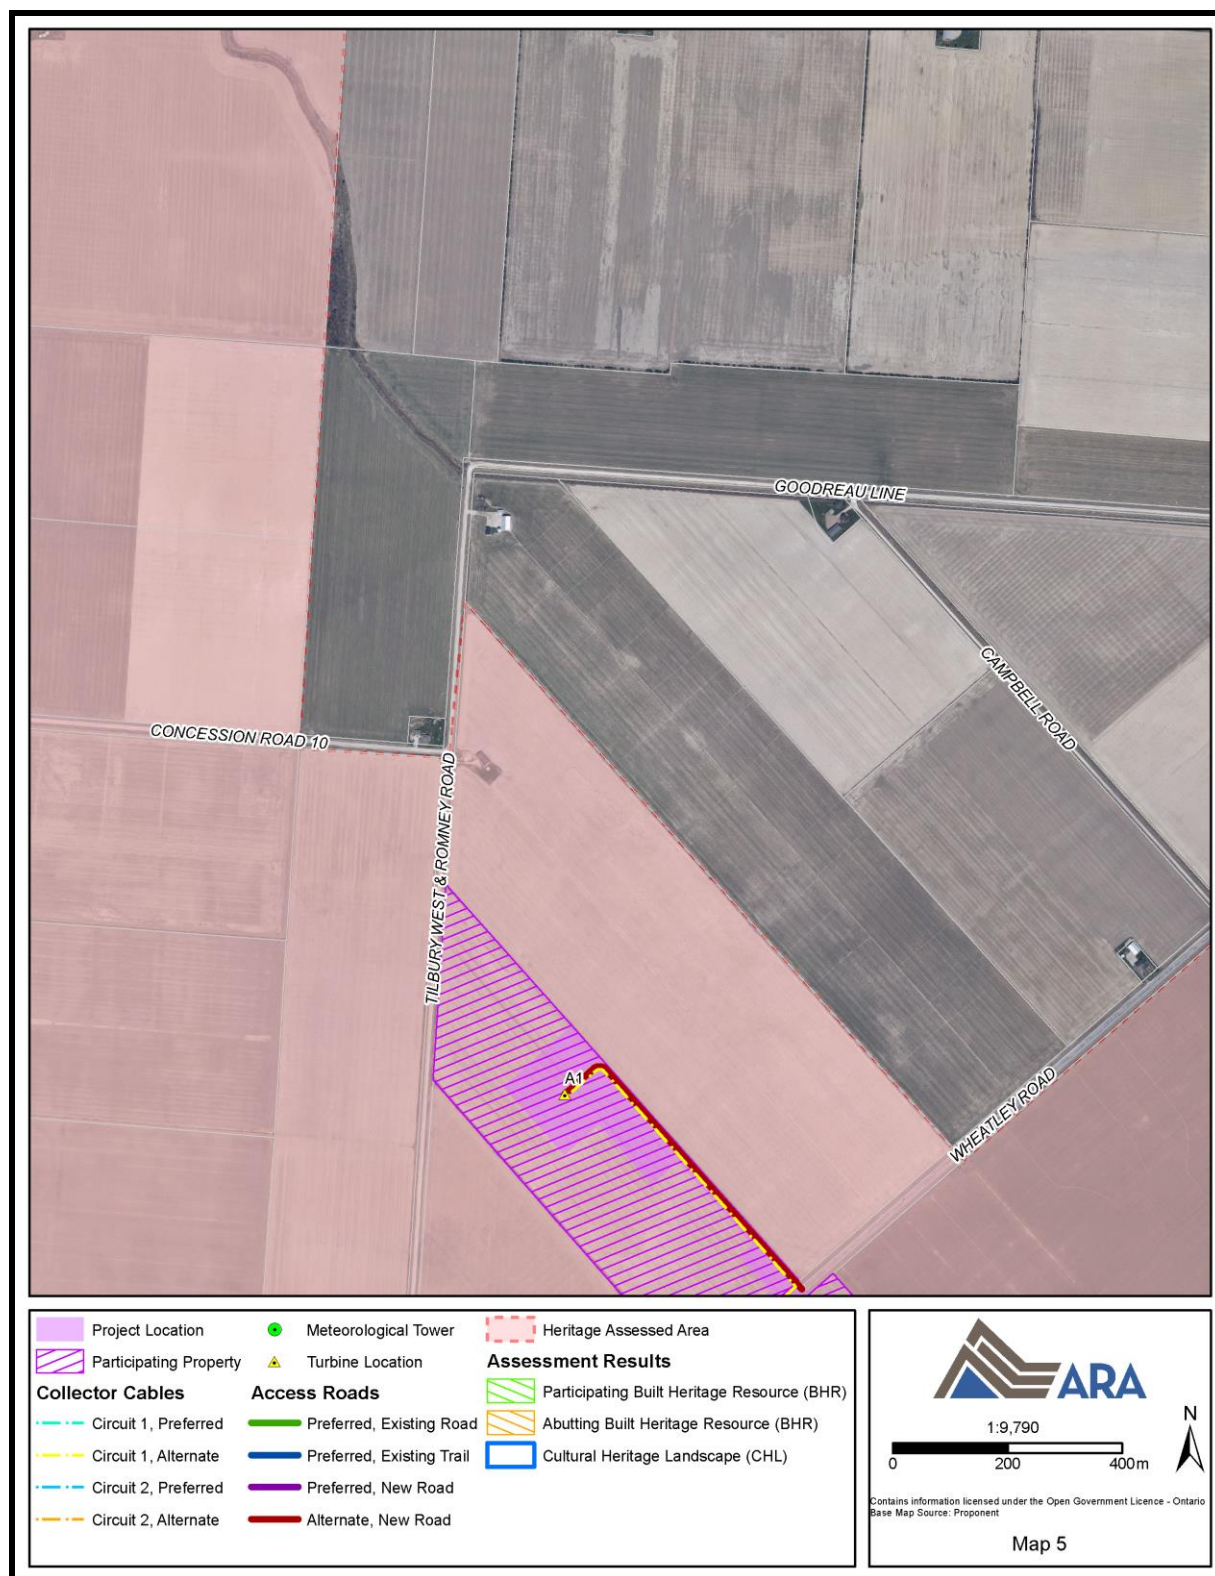 GOODREAU LINE
CAMPBELL ROAD
CONCESSION ROAD 10
TILBURY WEST & ROMNEY ROAD
A1
WHEATLEY ROAD
Project Location
Participating Property
Collector Cables
Circuit 1, Preferred
Circuit 1, Alternate
Circuit 2, Preferred
Circuit 2, Alternate
Meteorological Tower
Turbine Location
Access Roads
Preferred, Existing Road
Preferred, Existing Trail
Preferred, New Road
Alternate, New Road
Heritage Assessed Area
Assessment Results
Participating Built Heritage Resource (BHR)
Abutting Built Heritage Resource (BHR)
Cultural Heritage Landscape (CHL)
ARA
1:9,790
N
0 200 400m
Contains information licensed under the Open Government Licence - Ontario
Base Map Source: Proponent
Map 5